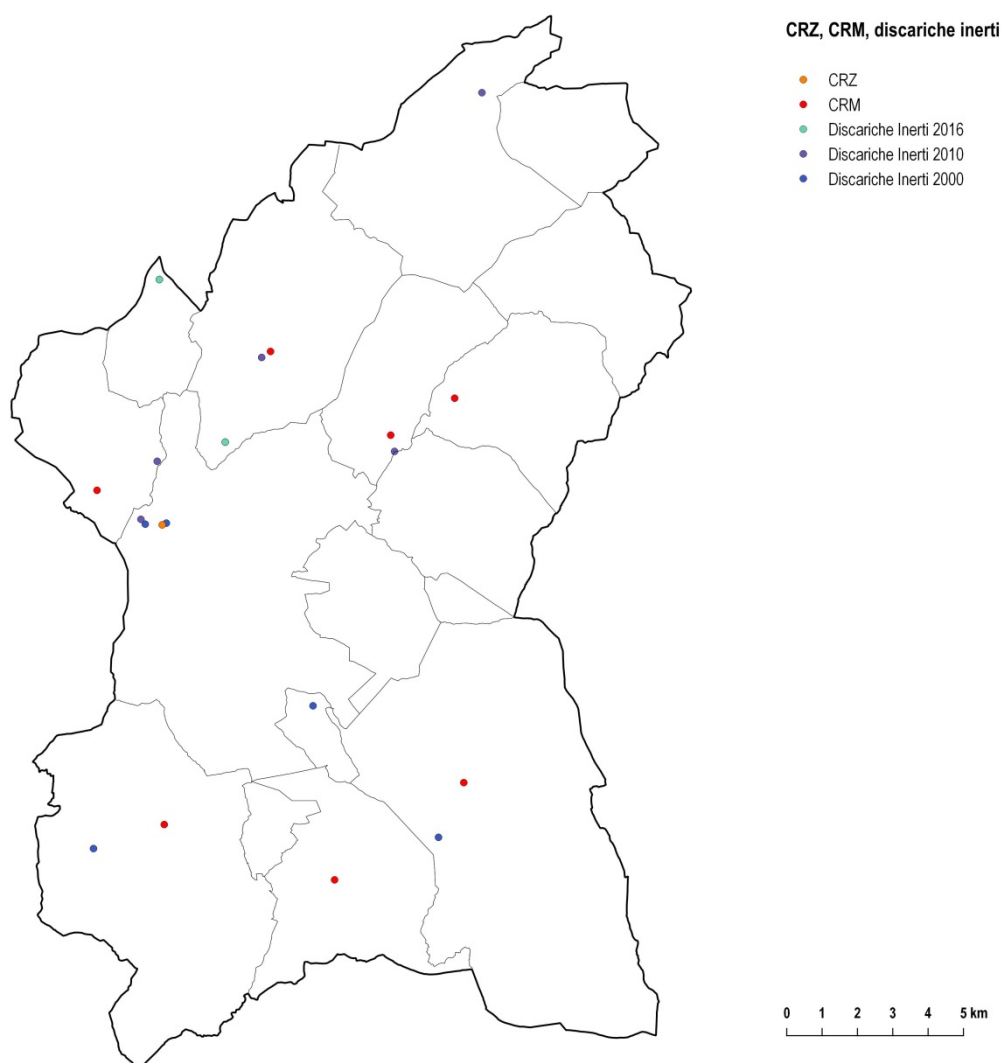 CRZ, CRM, discariche inerti
CRZ
CRM
Discariche Inerti 2016
Discariche Inerti 2010
Discariche Inerti 2000
0 1 2 3 4 5 km